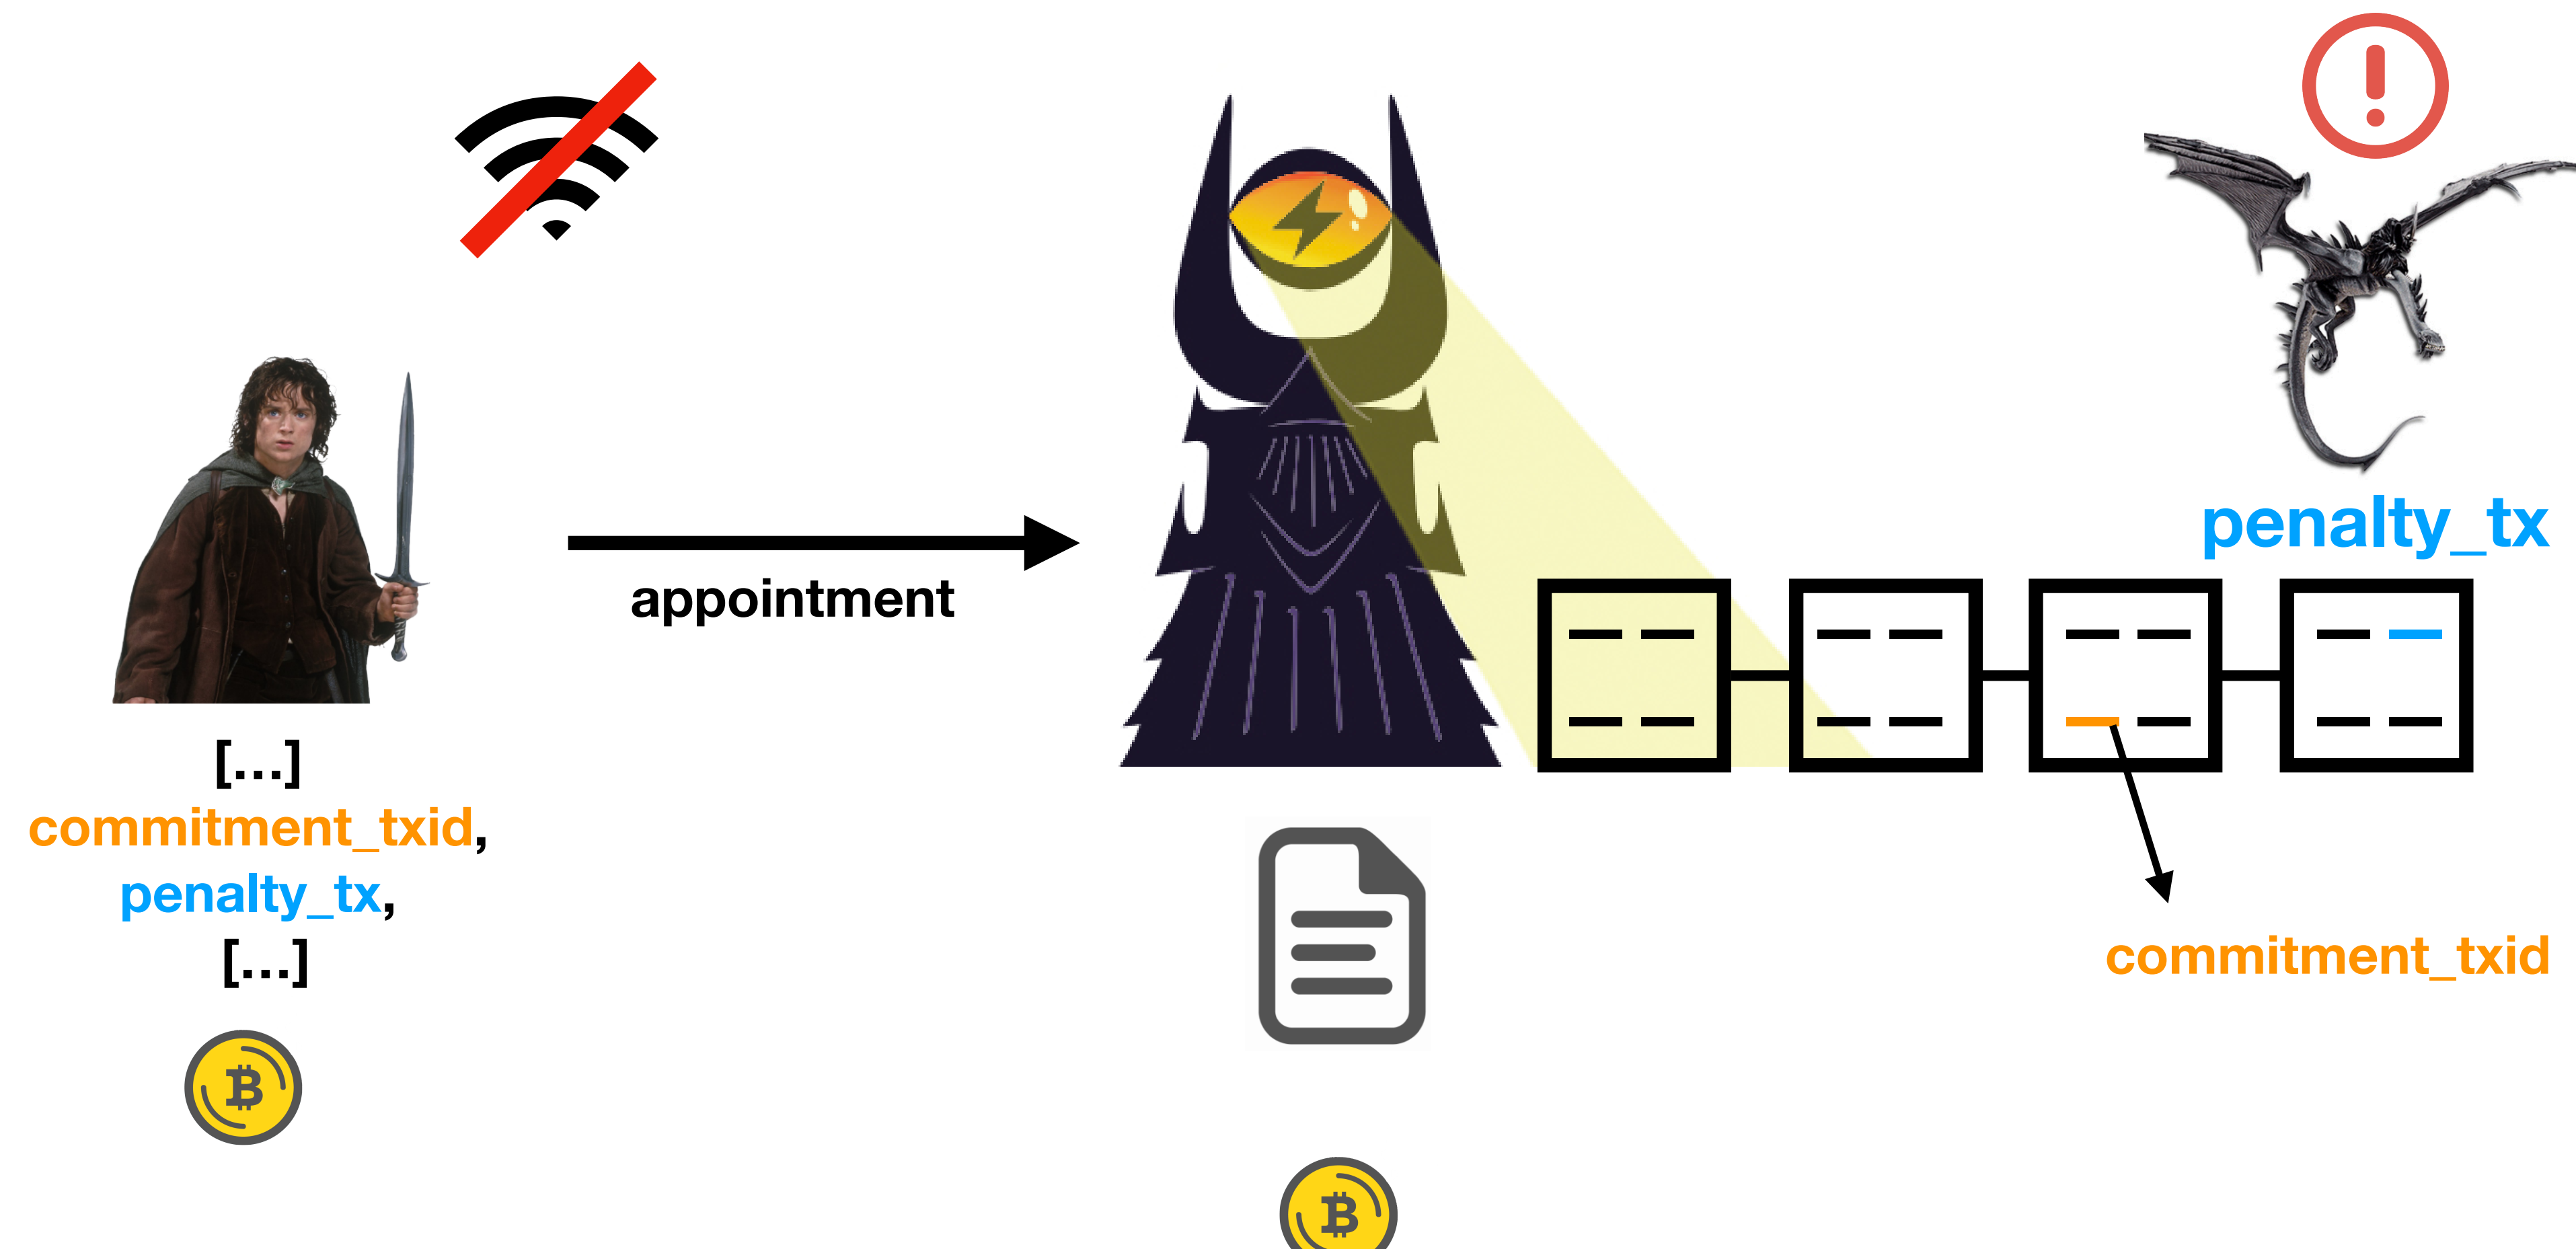 appointment
[...]
commitment_txid,
penalty_tx,
[...]
penalty_tx
commitment_txid